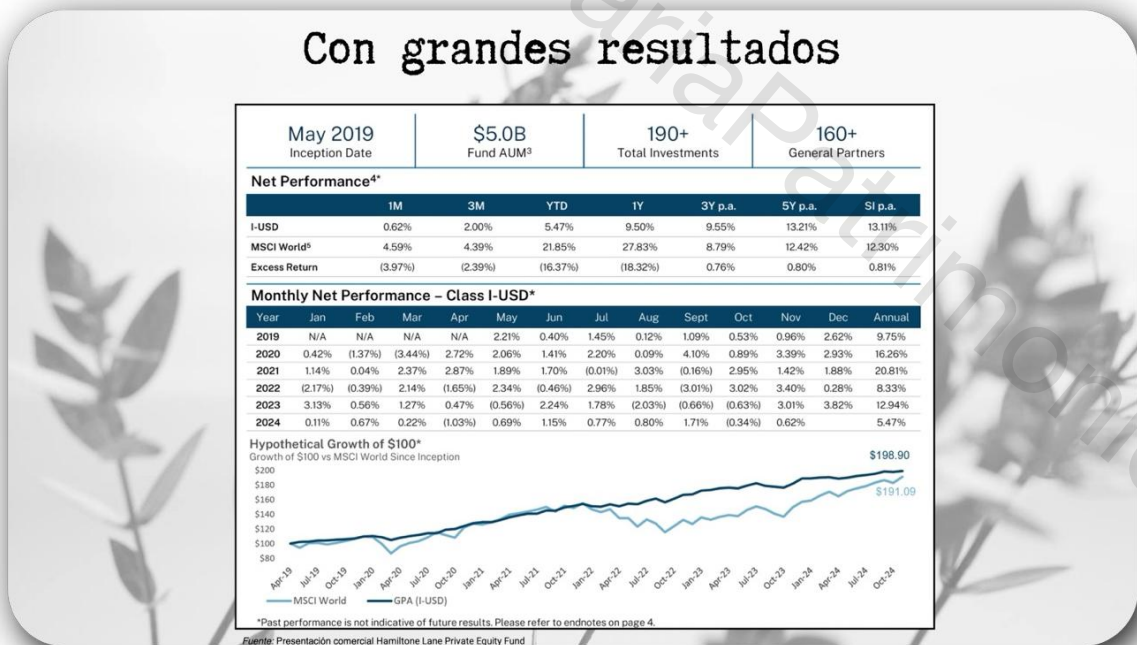 Con grandes resultados
May 2019 $5.0B 190+ 160+
Inception Date Fund AUM³ Total Investments General Partners
Net Performance⁴*
1M 3M YTD 1Y 3Y p.a. 5Y p.a. SI p.a.
I-USD 0.62% 2.00% 5.47% 9.50% 9.55% 13.21% 13.11%
MSCI World⁵ 4.59% 4.39% 21.85% 27.83% 8.79% 12.42% 12.30%
Excess Return (3.97%) (2.39%) (16.37%) (18.32%) 0.76% 0.80% 0.81%
Monthly Net Performance – Class I-USD*
Year Jan Feb Mar Apr May Jun Jul Aug Sept Oct Nov Dec Annual
2019 N/A N/A N/A N/A 2.21% 0.40% 1.45% 0.12% 1.09% 0.53% 0.96% 2.62% 9.75%
2020 0.42% (1.37%) (3.44%) 2.72% 2.06% 1.41% 2.20% 0.09% 4.10% 0.89% 3.39% 2.93% 16.26%
2021 1.14% 0.04% 2.37% 2.87% 1.89% 1.70% (0.01%) 3.03% (0.16%) 2.95% 1.42% 1.88% 20.81%
2022 (2.17%) (0.39%) 2.14% (1.65%) 2.34% (0.46%) 2.96% 1.85% (3.01%) 3.02% 3.40% 0.28% 8.33%
2023 3.13% 0.56% 1.27% 0.47% (0.56%) 2.24% 1.78% (2.03%) (0.66%) (0.63%) 3.01% 3.82% 12.94%
2024 0.11% 0.67% 0.22% (1.03%) 0.69% 1.15% 0.77% 0.80% 1.71% (0.34%) 0.62% 5.47%
Hypothetical Growth of $100*
Growth of $100 vs MSCI World Since Inception
$198.90
$191.09
$200
$180
$160
$140
$120
$100
$80
Apr-19 Jul-19 Oct-19 Jan-20 Apr-20 Jul-20 Oct-20 Jan-21 Apr-21 Jul-21 Oct-21 Jan-22 Apr-22 Jul-22 Oct-22 Jan-23 Apr-23 Jul-23 Oct-23 Jan-24 Apr-24 Jul-24 Oct-24
MSCI World GPA (I-USD)
*Past performance is not indicative of future results. Please refer to endnotes on page 4.
Fuente: Presentación comercial Hamiltone Lane Private Equity Fund